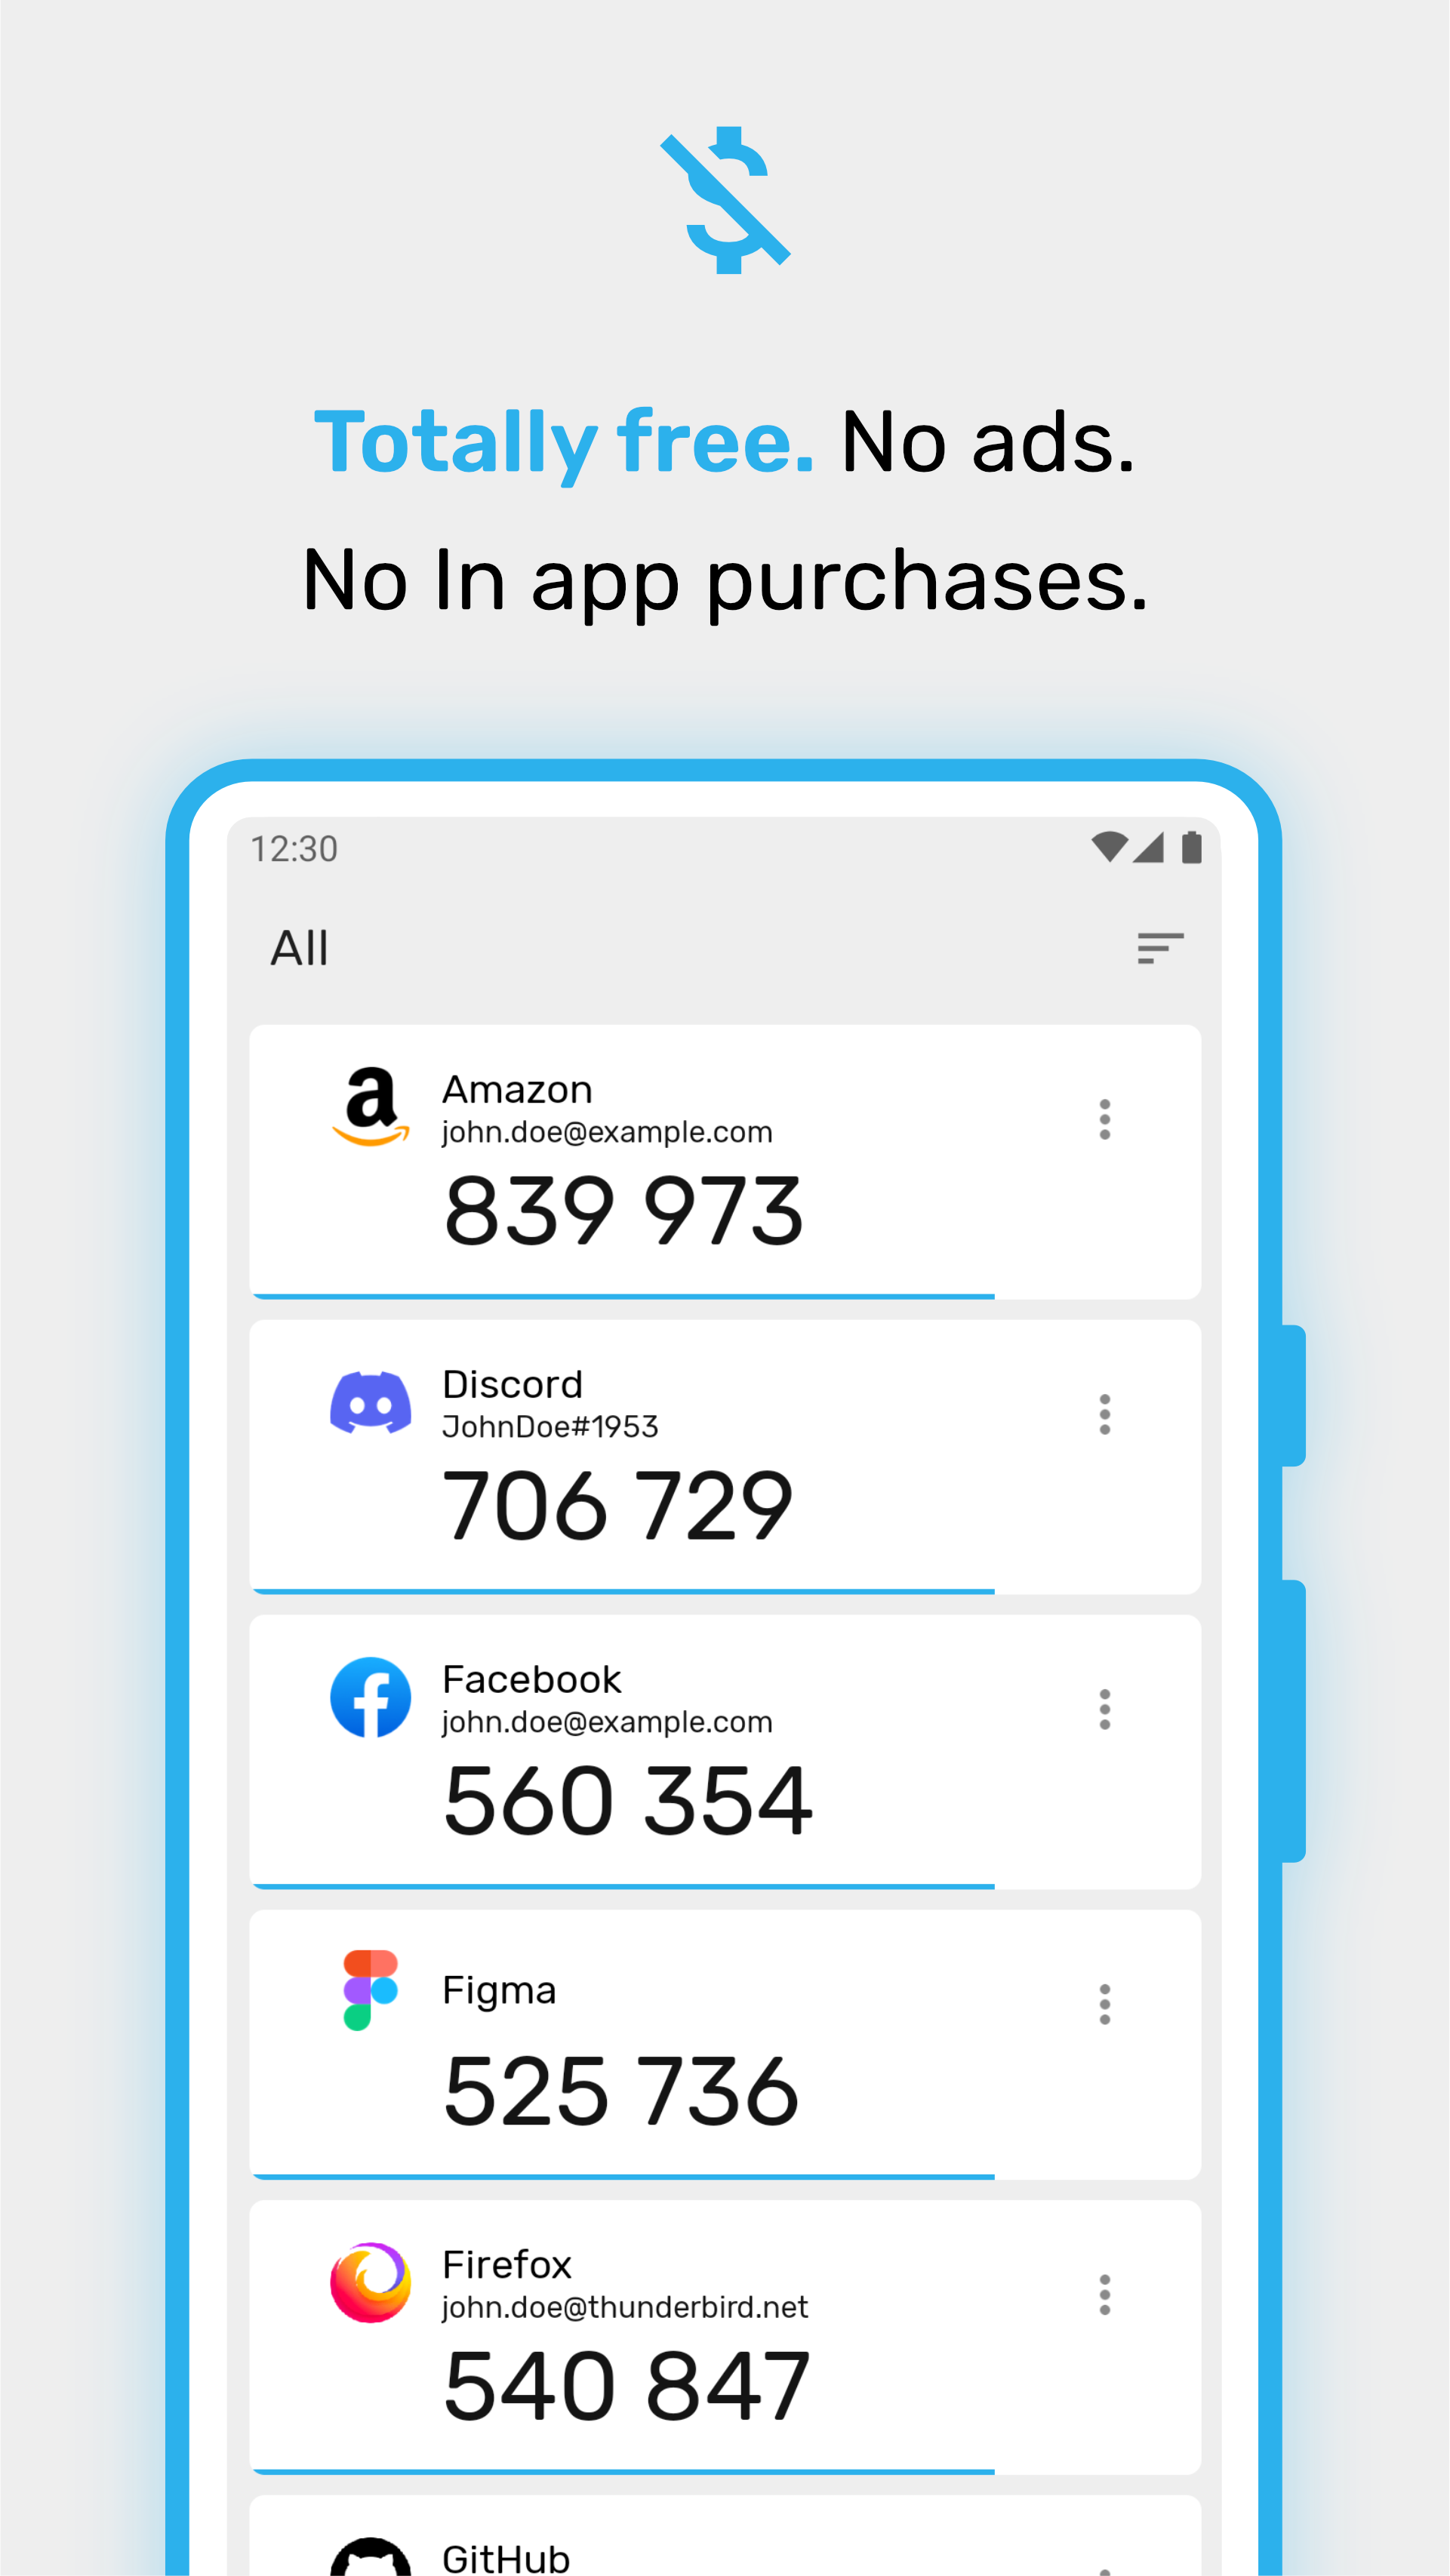 Totally free. No ads.
No In app purchases.
12:30
All
Amazon
john.doe@example.com
839 973
Discord
JohnDoe#1953
706 729
Facebook
john.doe@example.com
560 354
Figma
525 736
Firefox
john.doe@thunderbird.net
540 847
GitHub